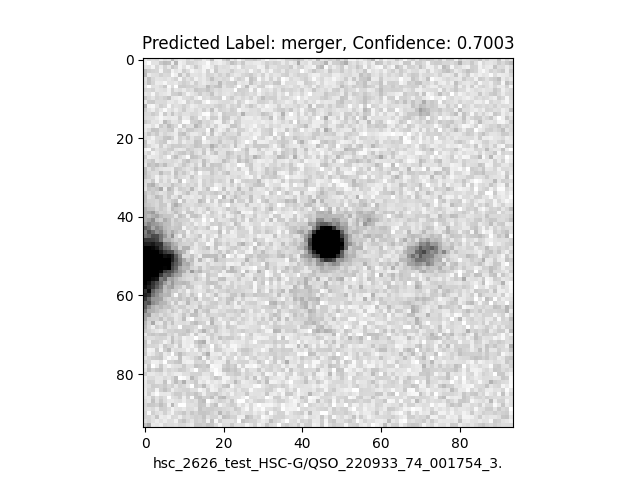 Predicted Label: merger, Confidence: 0.7003
0
20
40
60
80
0 20 40 60 80
hsc_2626_test_HSC-G/QSO_220933_74_001754_3.